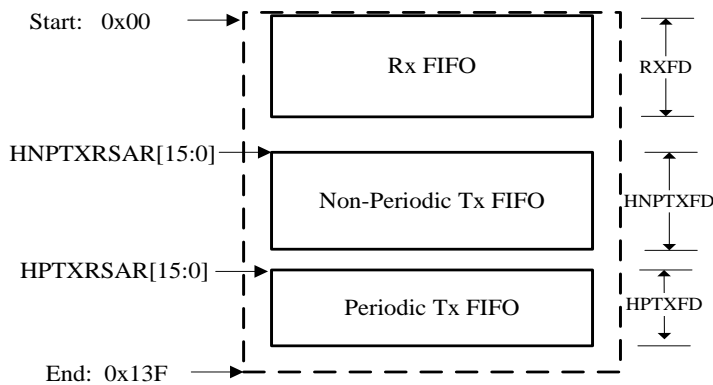 Start: 0x00
Rx FIFO
RXFD
HNPTXRSAR[15:0]
Non-Periodic Tx FIFO
HNPTXFD
HPTXRSAR[15:0]
Periodic Tx FIFO
HPTXFD
End: 0x13F